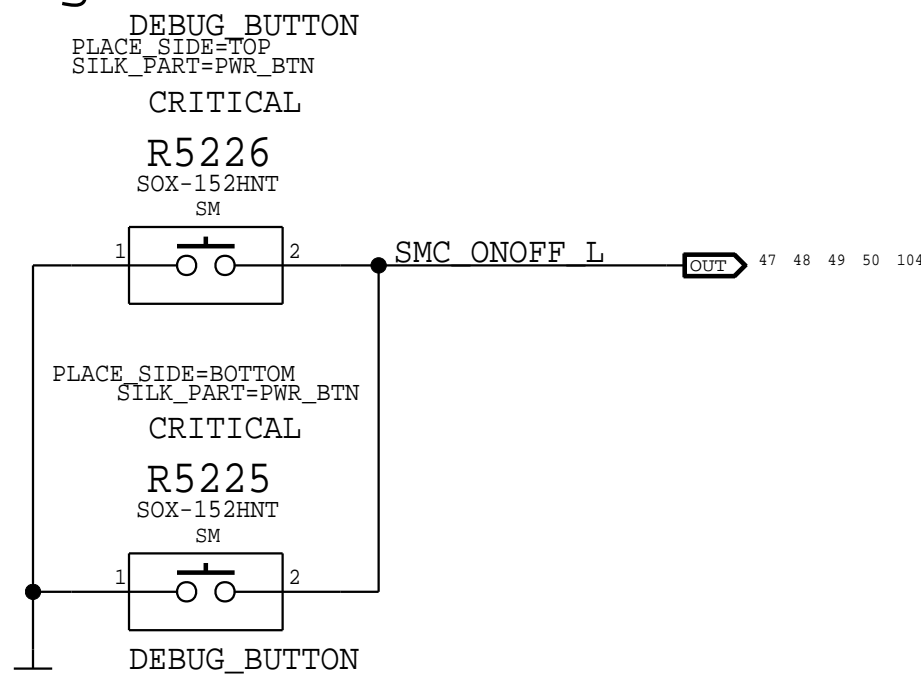 DEBUG_BUTTON
PLACE_SIDE=TOP
SILK_PART=PWR_BTN
CRITICAL
R5226
SOX-152HNT
SM
1 2
SMC_ONOFF_L
OUT
47 48 49 50 104
PLACE_SIDE=BOTTOM
SILK_PART=PWR_BTN
CRITICAL
R5225
SOX-152HNT
SM
1 2
DEBUG_BUTTON